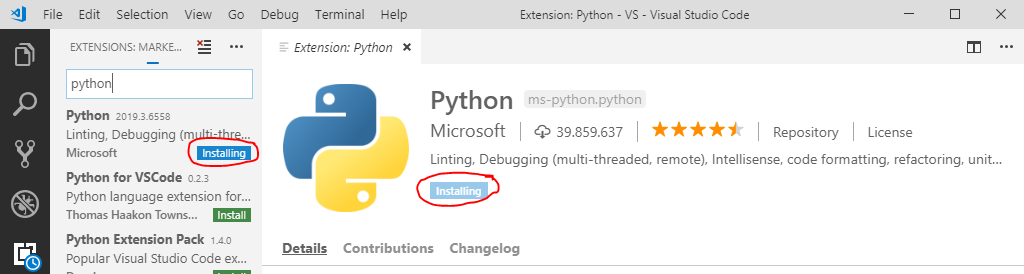 File Edit View Go Debug Terminal Help Extension: Python - VS - Visual Studio Code
EXTENSIONS: MARKE...
Extension: Python
python
Python 2019.3.6558
Linting, Debugging (multi-thre...
Microsoft Installing
Python for VSCode 0.2.3
Python language extension for...
Thomas Haakon Towns... Install
Python Extension Pack 1.4.0
Popular Visual Studio Code ex...
Install
Python ms-python.python
Microsoft 39.859.637 Repository License
Linting, Debugging (multi-threaded, remote), Intellisense, code formatting, refactoring, unit...
Installing
Details Contributions Changelog